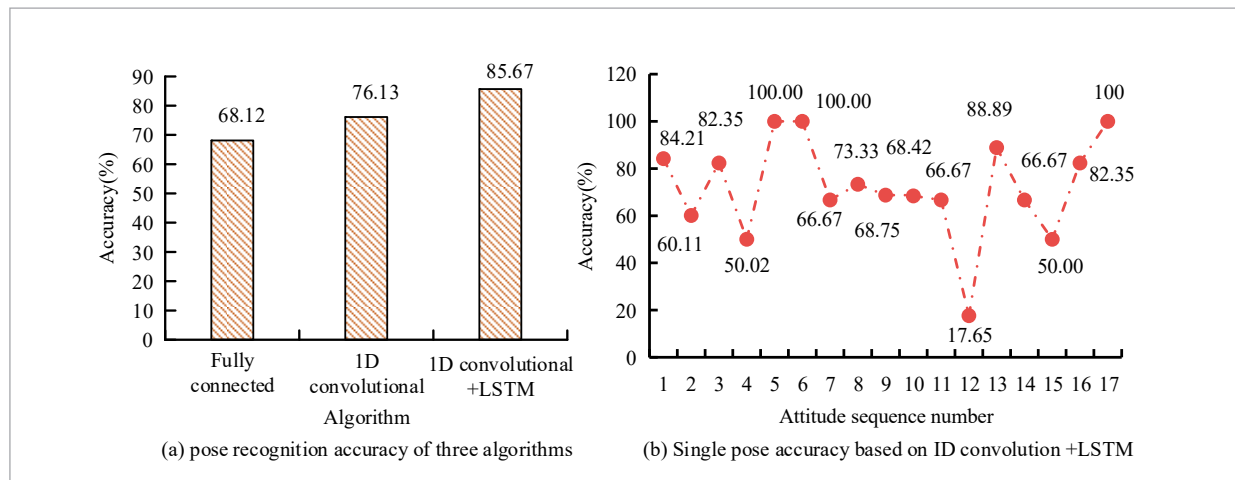 90
80
70
60
50
40
30
20
10
0
Accuracy(%)
68.12
76.13
85.67
Fully
connected
1D
convolutional
1D convolutional
+LSTM
Algorithm
(a) pose recognition accuracy of three algorithms
120
100
80
60
40
20
0
Accuracy(%)
84.21
60.11
82.35
50.02
100.00
100.00
66.67
73.33
68.75
68.42
66.67
17.65
88.89
66.67
50.00
82.35
100
1 2 3 4 5 6 7 8 9 10 11 12 13 14 15 16 17
Attitude sequence number
(b) Single pose accuracy based on ID convolution +LSTM